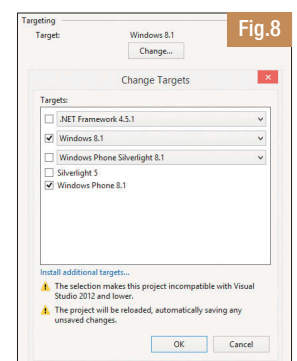 Fig.8
Targeting
Target: Windows 8.1
Change...
Change Targets
Targets:
.NET Framework 4.5.1
Windows 8.1
Windows Phone Silverlight 8.1
Silverlight 5
Windows Phone 8.1
Install additional targets...
The selection makes this project incompatible with Visual
Studio 2012 and lower.
The project will be reloaded, automatically saving any
unsaved changes.
OK Cancel